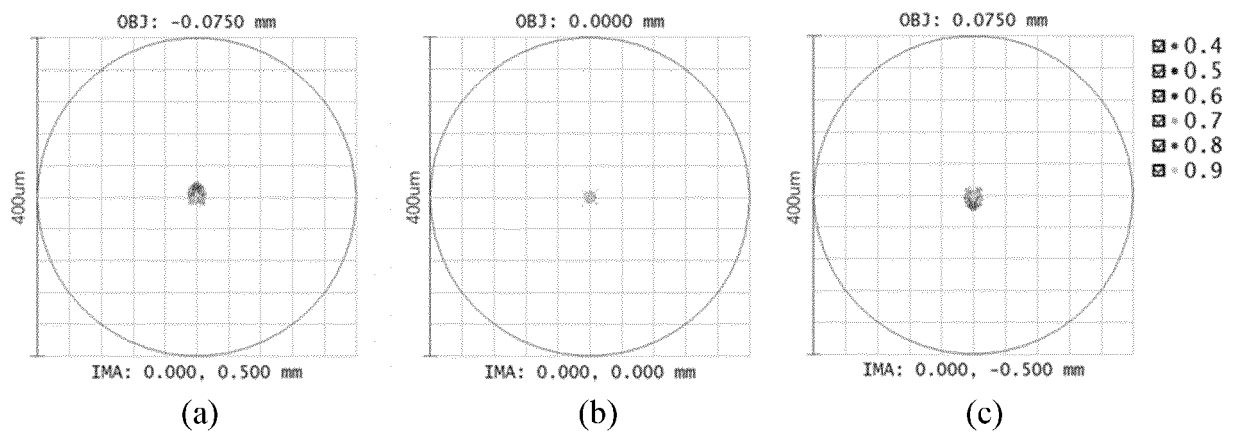 OBJ: -0.0750 mm
OBJ: 0.0000 mm
OBJ: 0.0750 mm
0.4
0.5
0.6
0.7
0.8
0.9
400um
400um
400um
IMA: 0.000, 0.500 mm
IMA: 0.000, 0.000 mm
IMA: 0.000, -0.500 mm
(a)
(b)
(c)